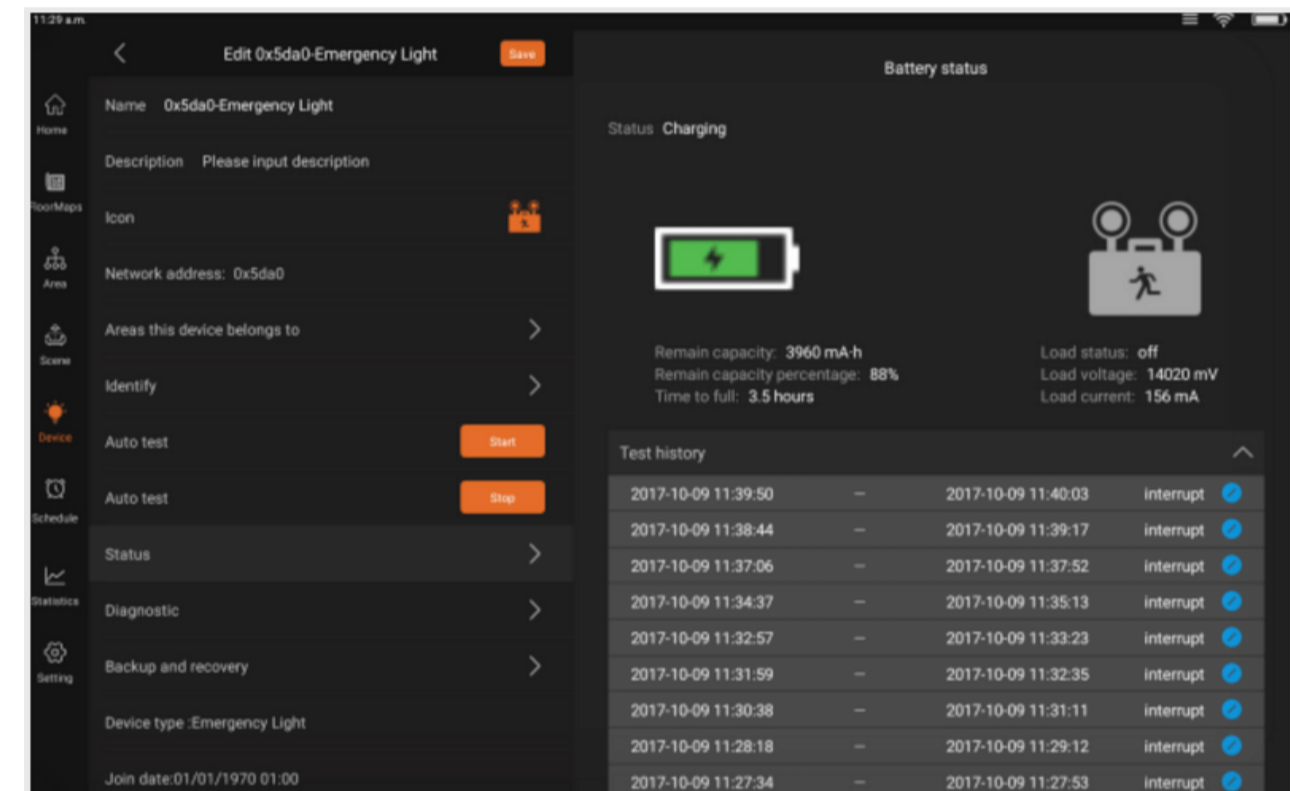 11:29 a.m.
Edit 0x5da0-Emergency Light
Save
Home
FloorMaps
Area
Scene
Device
Schedule
Statistics
Setting
Name 0x5da0-Emergency Light
Description Please input description
Icon
Network address: 0x5da0
Areas this device belongs to
Identify
Auto test Start
Auto test Stop
Status
Diagnostic
Backup and recovery
Device type :Emergency Light
Join date:01/01/1970 01:00
Battery status
Status Charging
Remain capacity: 3960 mA·h
Remain capacity percentage: 88%
Time to full: 3.5 hours
Load status: off
Load voltage: 14020 mV
Load current: 156 mA
Test history
2017-10-09 11:39:50 – 2017-10-09 11:40:03 interrupt
2017-10-09 11:38:44 – 2017-10-09 11:39:17 interrupt
2017-10-09 11:37:06 – 2017-10-09 11:37:52 interrupt
2017-10-09 11:34:37 – 2017-10-09 11:35:13 interrupt
2017-10-09 11:32:57 – 2017-10-09 11:33:23 interrupt
2017-10-09 11:31:59 – 2017-10-09 11:32:35 interrupt
2017-10-09 11:30:38 – 2017-10-09 11:31:11 interrupt
2017-10-09 11:28:18 – 2017-10-09 11:29:12 interrupt
2017-10-09 11:27:34 – 2017-10-09 11:27:53 interrupt